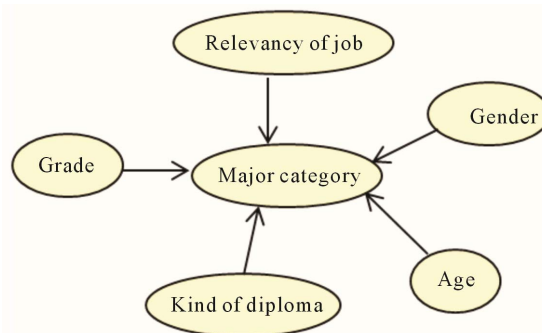 Relevancy of job
Gender
Grade
Major category
Age
Kind of diploma